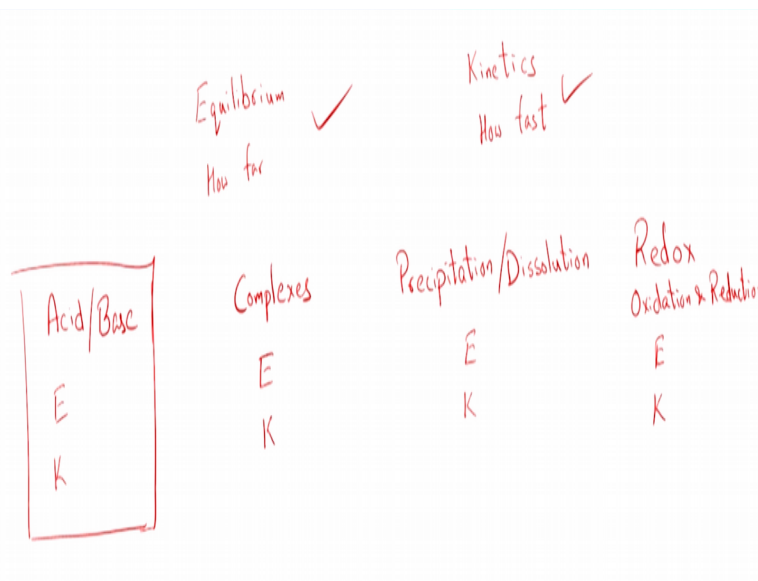 Equilibrium ✓
How far
Kinetics ✓
How fast
Acid/Base
E
K
Complexes
E
K
Precipitation/Dissolution
E
K
Redox
Oxidation & Reductio
E
K